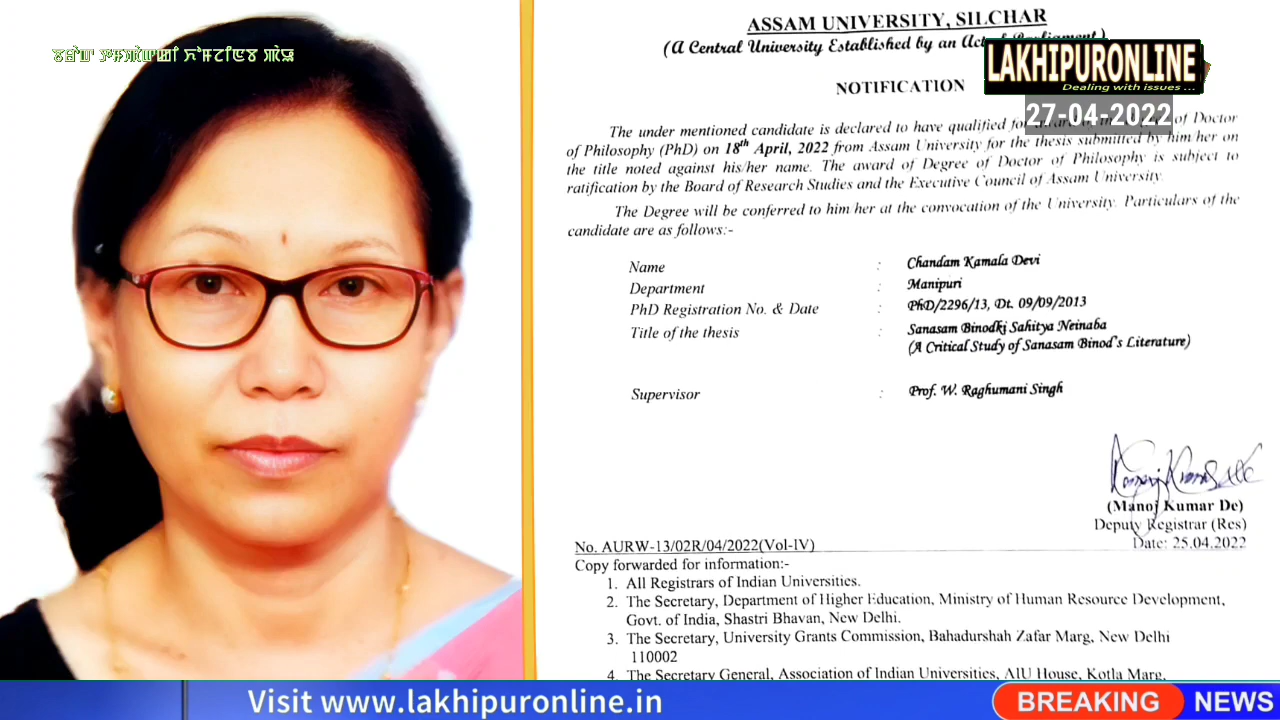 ASSAM UNIVERSITY, SILCHAR
(A Central University Established by an Act of Parliament)
LAKHIPURONLINE
Dealing with issues ...
NOTIFICATION
27-04-2022
The under mentioned candidate is declared to have qualified for of Doctor
of Philosophy (PhD) on 18th April, 2022 from Assam University for the thesis submitted by him/her on
the title noted against his/her name. The award of Degree of Doctor of Philosophy is subject to
ratification by the Board of Research Studies and the Executive Council of Assam University.
The Degree will be conferred to him/her at the convocation of the University. Particulars of the
candidate are as follows:-
Name : Chandam Kamala Devi
Department : Manipuri
PhD Registration No. & Date : PhD/2296/13, Dt. 09/09/2013
Title of the thesis : Sanasam Binodki Sahitya Neinaba
(A Critical Study of Sanasam Binod's Literature)
Supervisor : Prof. W. Raghumani Singh
(Manoj Kumar De)
Deputy Registrar (Res)
Date: 25.04.2022
No. AURW-13/02R/04/2022(Vol-IV)
Copy forwarded for information:-
1. All Registrars of Indian Universities.
2. The Secretary, Department of Higher Education, Ministry of Human Resource Development,
Govt. of India, Shastri Bhavan, New Delhi.
3. The Secretary, University Grants Commission, Bahadurshah Zafar Marg, New Delhi
110002
4. The Secretary General, Association of Indian Universities, AIU House, Kotla Marg,
Visit www.lakhipuronline.in
BREAKING NEWS